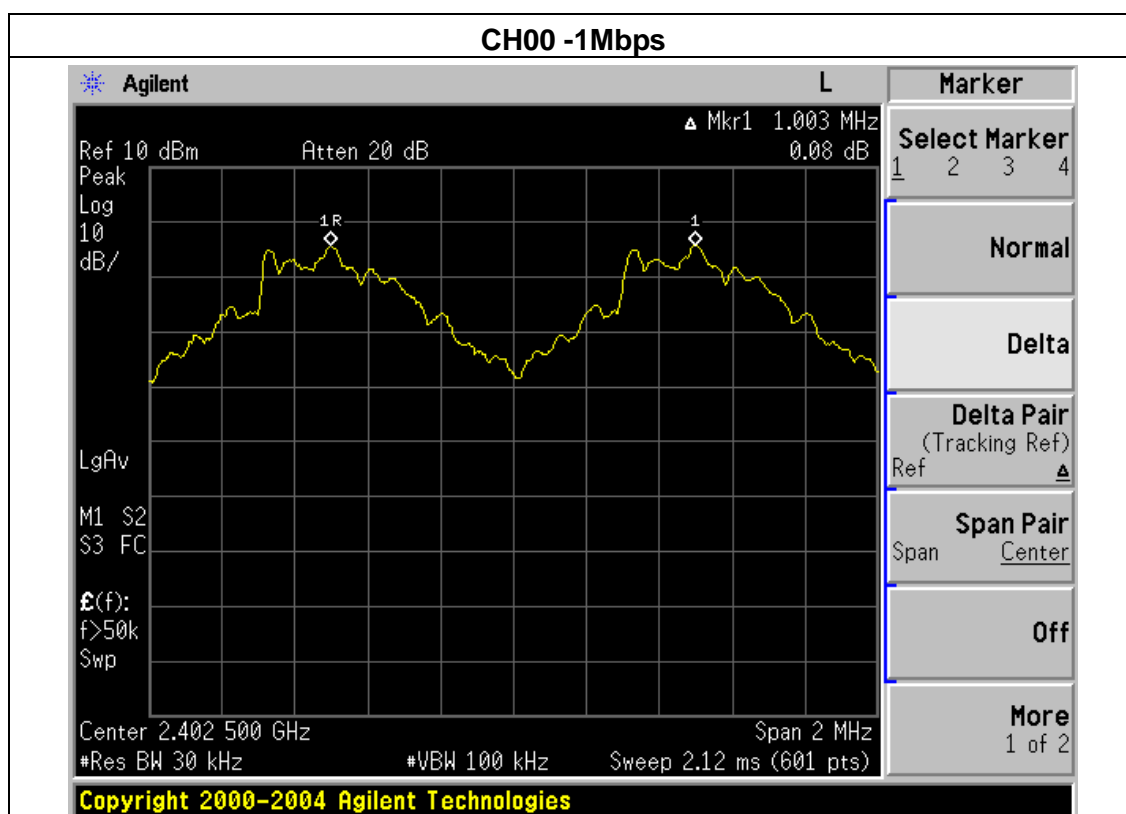 CH00 -1Mbps
Agilent L Marker
Δ Mkr1 1.003 MHz
Ref 10 dBm Atten 20 dB 0.08 dB
Peak
Log
10
dB/
1R
1
LgAv
M1 S2
S3 FC
£(f):
f>50k
Swp
Center 2.402 500 GHz Span 2 MHz
#Res BW 30 kHz #VBW 100 kHz Sweep 2.12 ms (601 pts)
Copyright 2000-2004 Agilent Technologies
Select Marker
1 2 3 4
Normal
Delta
Delta Pair
(Tracking Ref)
Ref Δ
Span Pair
Span Center
Off
More
1 of 2